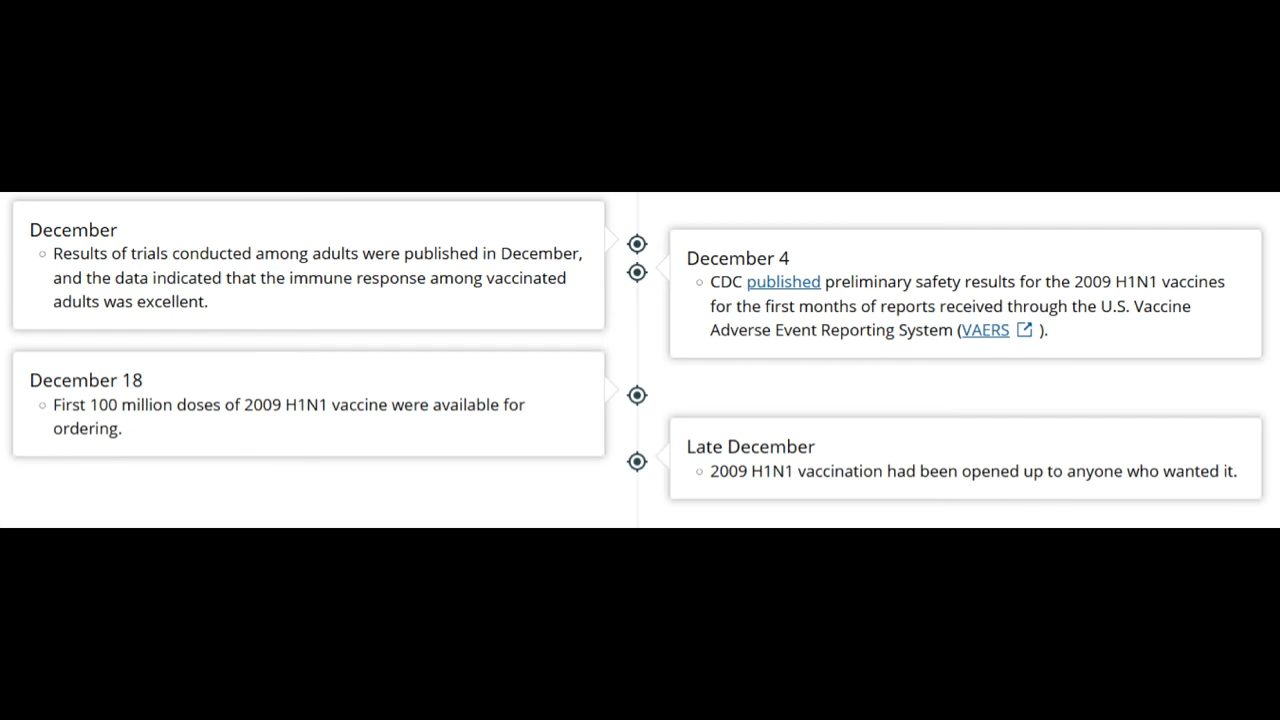 December
Results of trials conducted among adults were published in December,
and the data indicated that the immune response among vaccinated
adults was excellent.
December 4
CDC published preliminary safety results for the 2009 H1N1 vaccines
for the first months of reports received through the U.S. Vaccine
Adverse Event Reporting System (VAERS ).
December 18
First 100 million doses of 2009 H1N1 vaccine were available for
ordering.
Late December
2009 H1N1 vaccination had been opened up to anyone who wanted it.